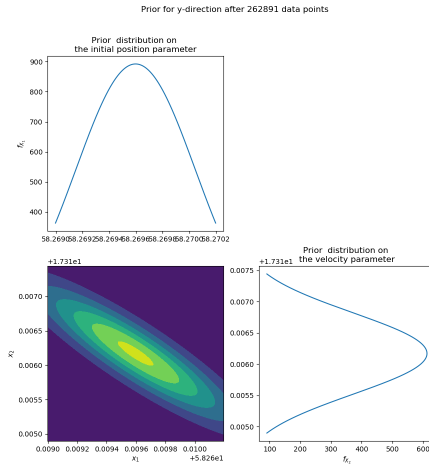 Prior for y-direction after 262891 data points
Prior distribution on
the initial position parameter
900
800
700
600
500
400
f_{X_1}
58.2690 58.2692 58.2694 58.2696 58.2698 58.2700 58.2702
+1.731e1
0.0070
0.0065
0.0060
0.0055
0.0050
x_2
0.0090 0.0092 0.0094 0.0096 0.0098 0.0100
x_1
+5.826e1
Prior distribution on
the velocity parameter
+1.731e1
0.0075
0.0070
0.0065
0.0060
0.0055
0.0050
100 200 300 400 500 600